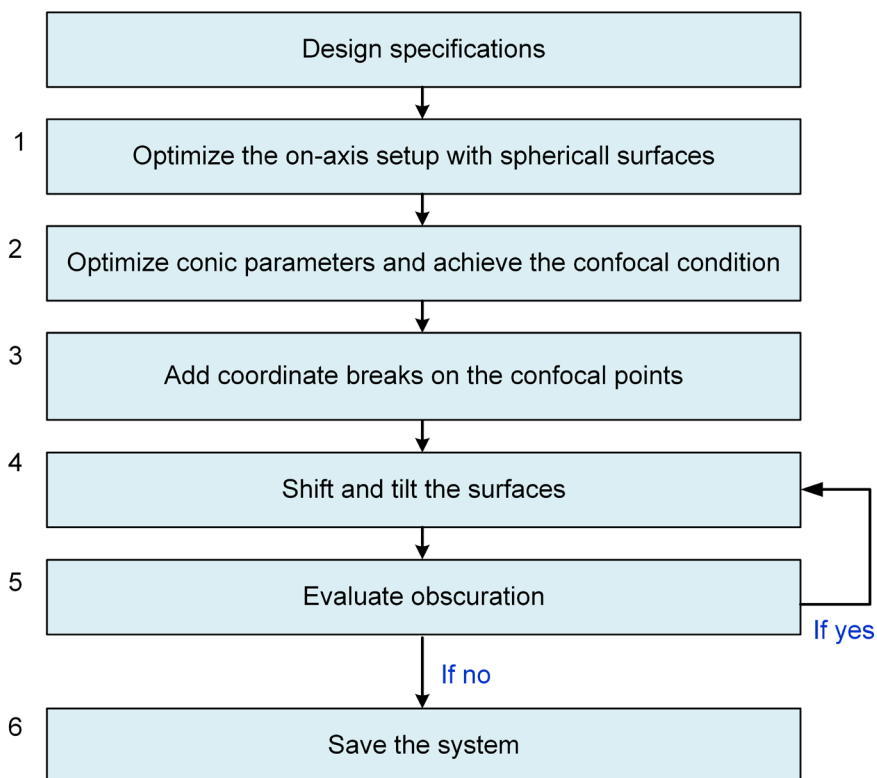 Design specifications
1
Optimize the on-axis setup with sphericall surfaces
2
Optimize conic parameters and achieve the confocal condition
3
Add coordinate breaks on the confocal points
4
Shift and tilt the surfaces
5
Evaluate obscuration
If yes
If no
6
Save the system